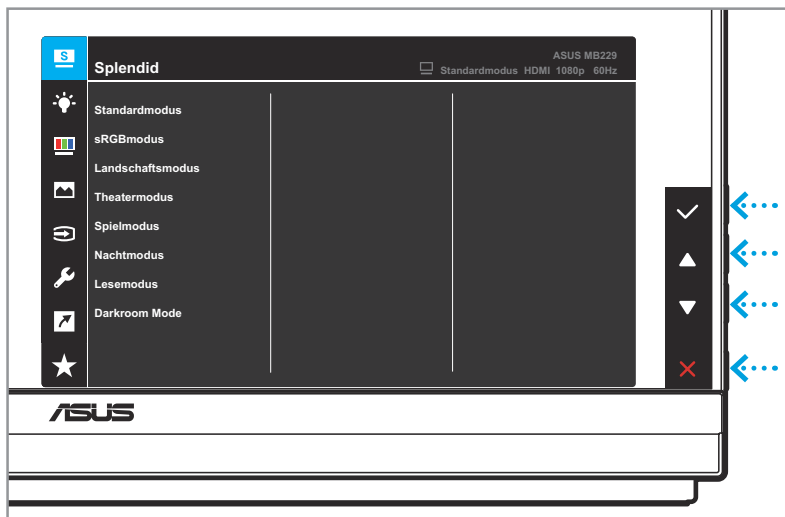 S
Splendid
ASUS MB229
Standardmodus HDMI 1080p 60Hz
Standardmodus
sRGBmodus
Landschaftsmodus
Theatermodus
Spielmodus
Nachtmodus
Lesemodus
Darkroom Mode
ASUS